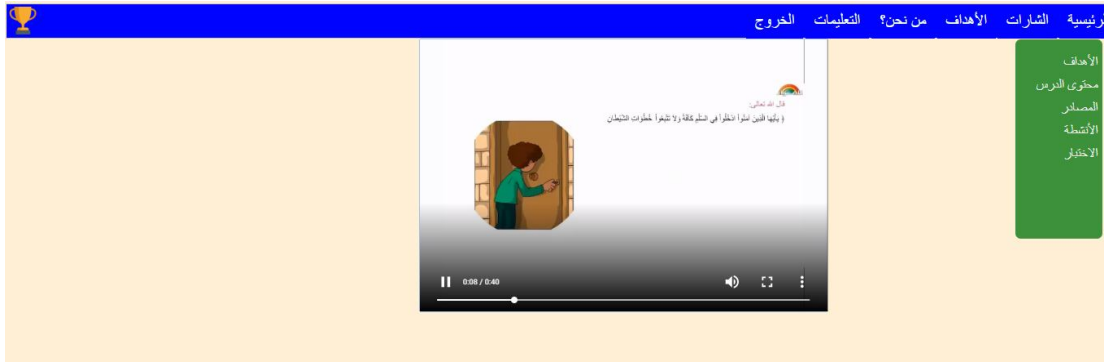 الرئيسية الشارات الأهداف من نحن؟ التعليمات الخروج
الأهداف
محتوى الدرس
المصادر
الأنشطة
الاختبار
قال الله تعالى:
﴿ يأيها الذين آمنوا ادخلوا في السلم كافة ولا تتبعوا خطوات الشيطان
0:08 / 0:40